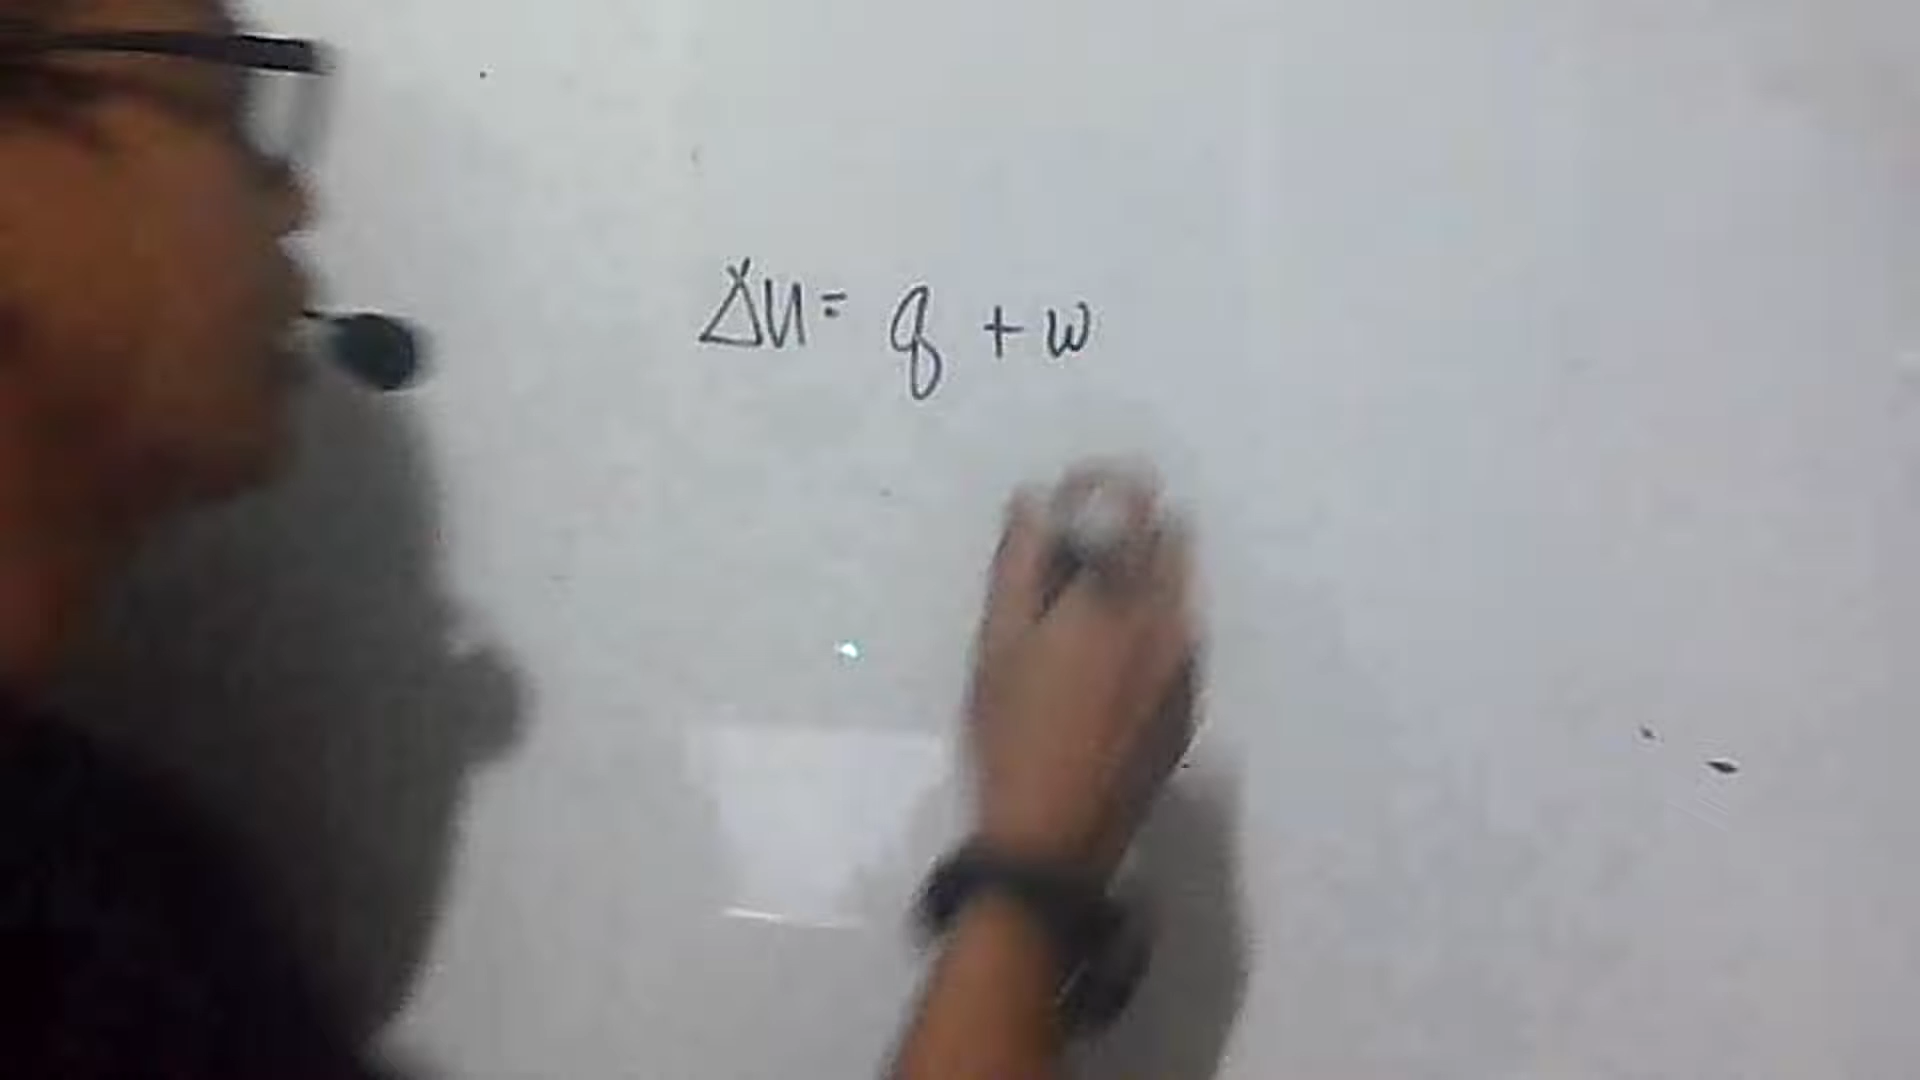 Δu = q + w